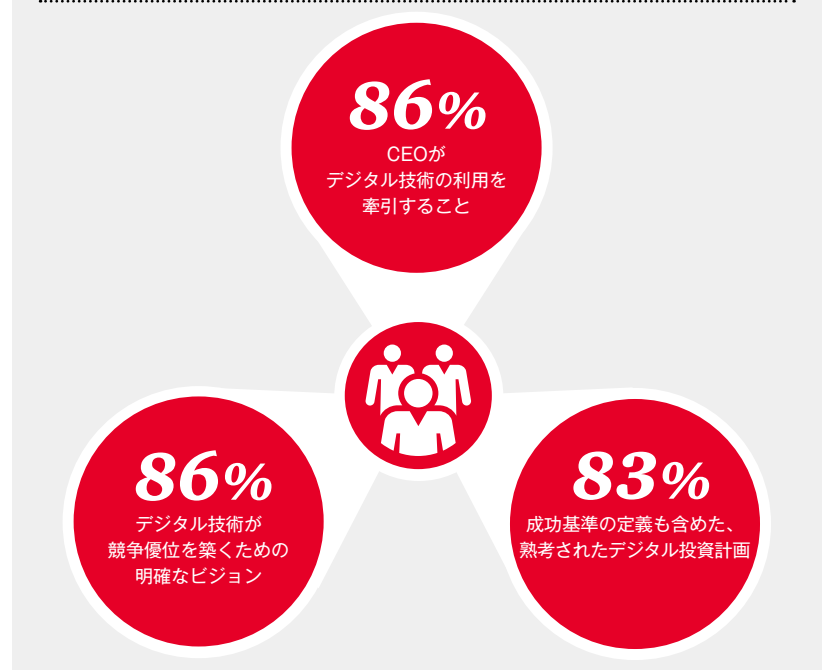 86%
CEOが
デジタル技術の利用を
牽引すること
86%
デジタル技術が
競争優位を築くための
明確なビジョン
83%
成功基準の定義も含めた、
熟考されたデジタル投資計画